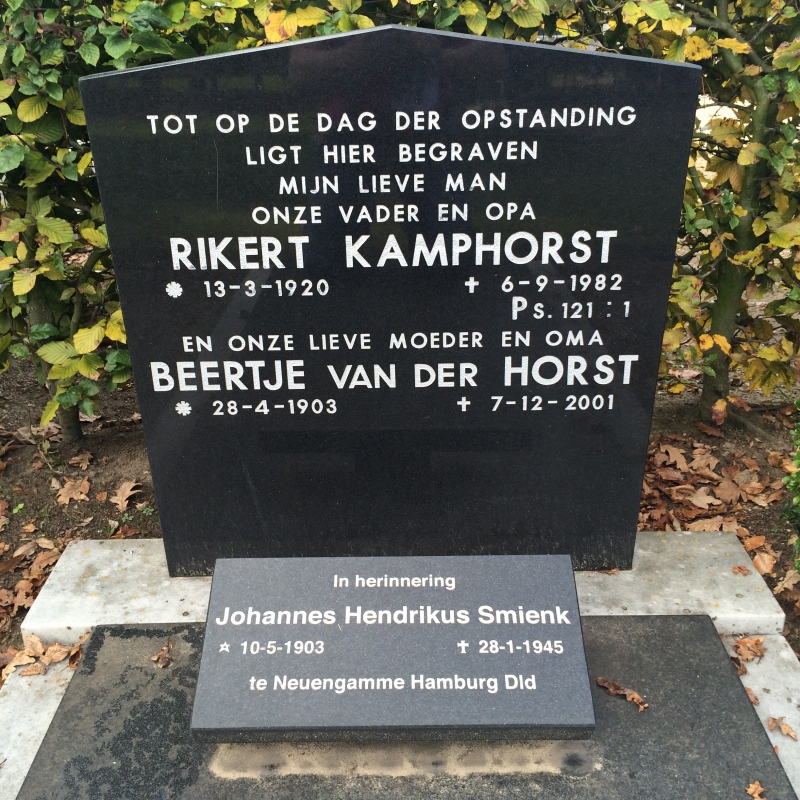 TOT OP DE DAG DER OPSTANDING
LIGT HIER BEGRAVEN
MIJN LIEVE MAN
ONZE VADER EN OPA
RIKERT KAMPHORST
* 13-3-1920 ✝ 6-9-1982
Ps. 121 : 1
EN ONZE LIEVE MOEDER EN OMA
BEERTJE VAN DER HORST
* 28-4-1903 ✝ 7-12-2001
In herinnering
Johannes Hendrikus Smienk
☆ 10-5-1903 ✝ 28-1-1945
te Neuengamme Hamburg Dld